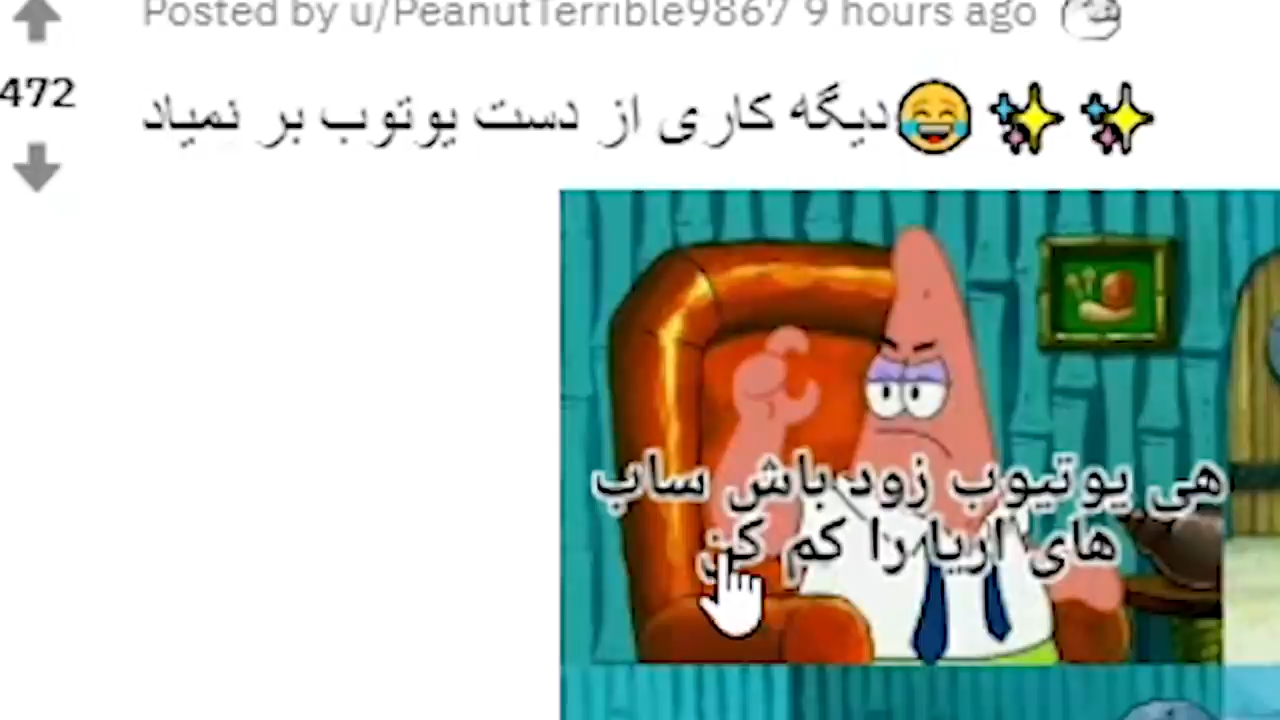 Posted by u/PeanutTerrible9867 9 hours ago
472
دیگه کاری از دست یوتوب بر نمیاد😂✨✨
هی یوتیوب زود باش ساب
های اریا را کم کن